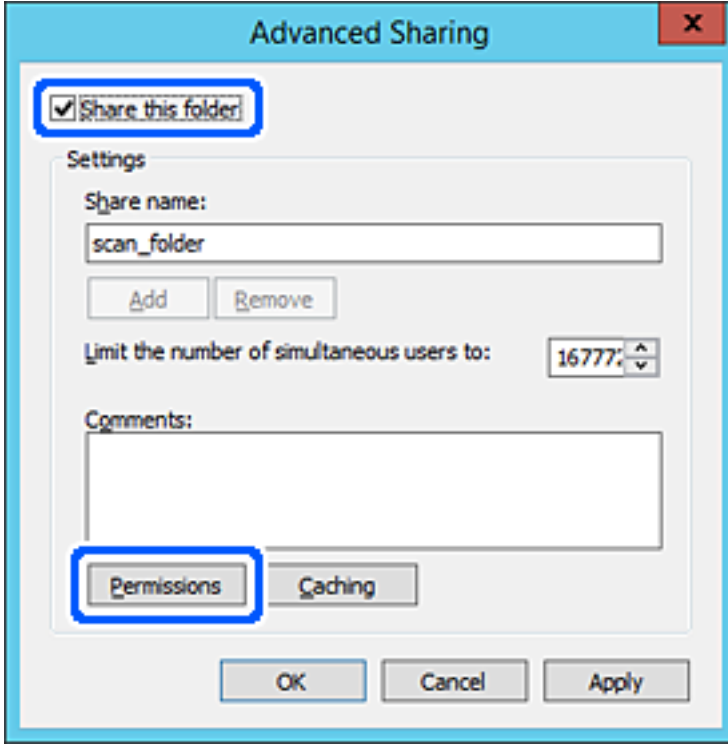 Advanced Sharing
x
Share this folder
Settings
Share name:
scan_folder
Add Remove
Limit the number of simultaneous users to:
Comments:
Permissions Caching
OK Cancel Apply